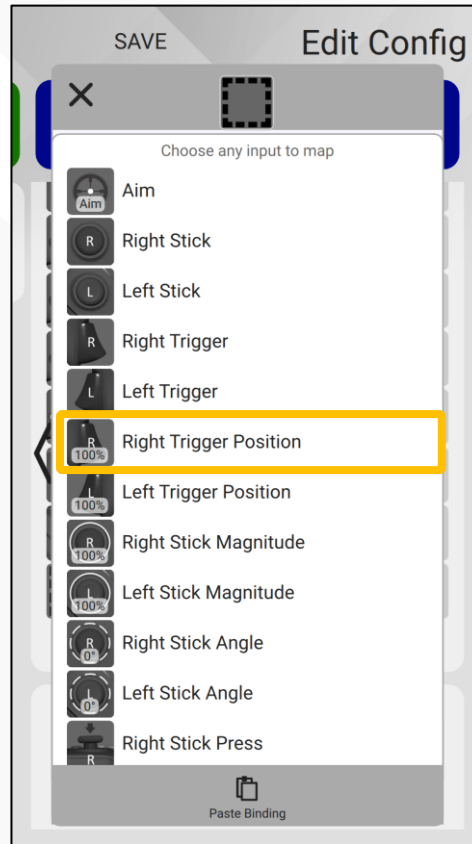 SAVE
Edit Config
Choose any input to map
Aim
Aim
R
Right Stick
L
Left Stick
R
Right Trigger
L
Left Trigger
R
100%
Right Trigger Position
L
100%
Left Trigger Position
R
100%
Right Stick Magnitude
L
100%
Left Stick Magnitude
R
0°
Right Stick Angle
L
0°
Left Stick Angle
R
Right Stick Press
Paste Binding